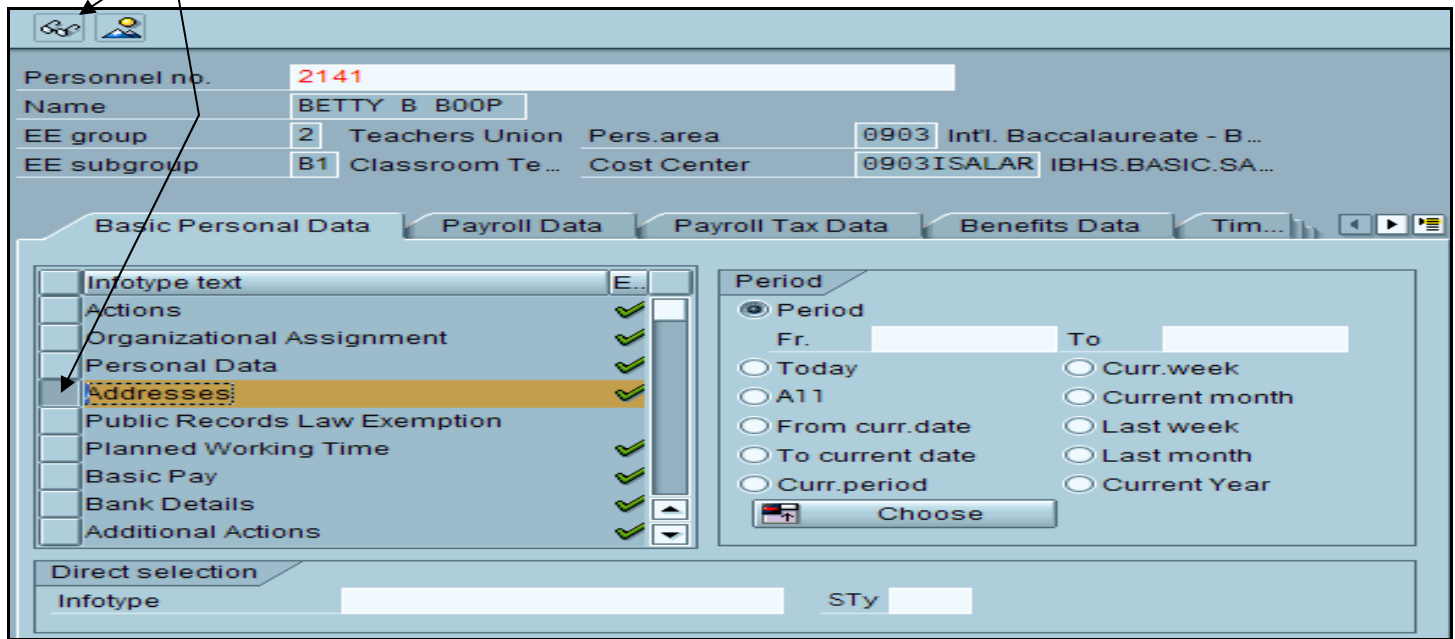 Personnel no. 2141
Name BETTY B BOOP
EE group 2 Teachers Union Pers.area 0903 Int'l. Baccalaureate - B...
EE subgroup B1 Classroom Te... Cost Center 0903ISALAR IBHS.BASIC.SA...
Basic Personal Data Payroll Data Payroll Tax Data Benefits Data Tim...
Infotype text E..
Actions
Organizational Assignment
Personal Data
Addresses
Public Records Law Exemption
Planned Working Time
Basic Pay
Bank Details
Additional Actions
Period
Period
Fr. To
Today Curr.week
All Current month
From curr.date Last week
To current date Last month
Curr.period Current Year
Choose
Direct selection
Infotype STy